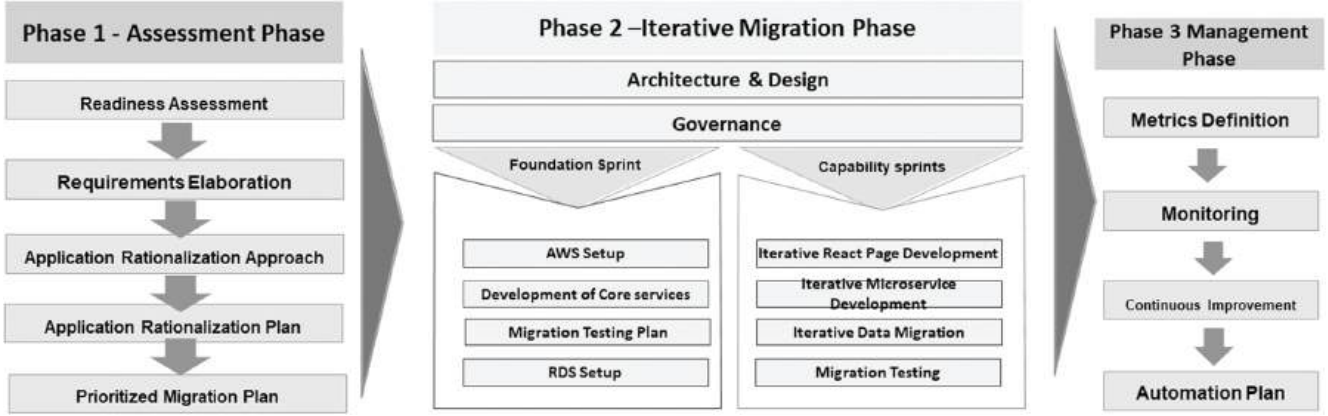 Phase 1 - Assessment Phase
Readiness Assessment
Requirements Elaboration
Application Rationalization Approach
Application Rationalization Plan
Prioritized Migration Plan
Phase 2 –Iterative Migration Phase
Architecture & Design
Governance
Foundation Sprint
AWS Setup
Development of Core services
Migration Testing Plan
RDS Setup
Capability sprints
Iterative React Page Development
Iterative Microservice
Development
Iterative Data Migration
Migration Testing
Phase 3 Management
Phase
Metrics Definition
Monitoring
Continuous Improvement
Automation Plan